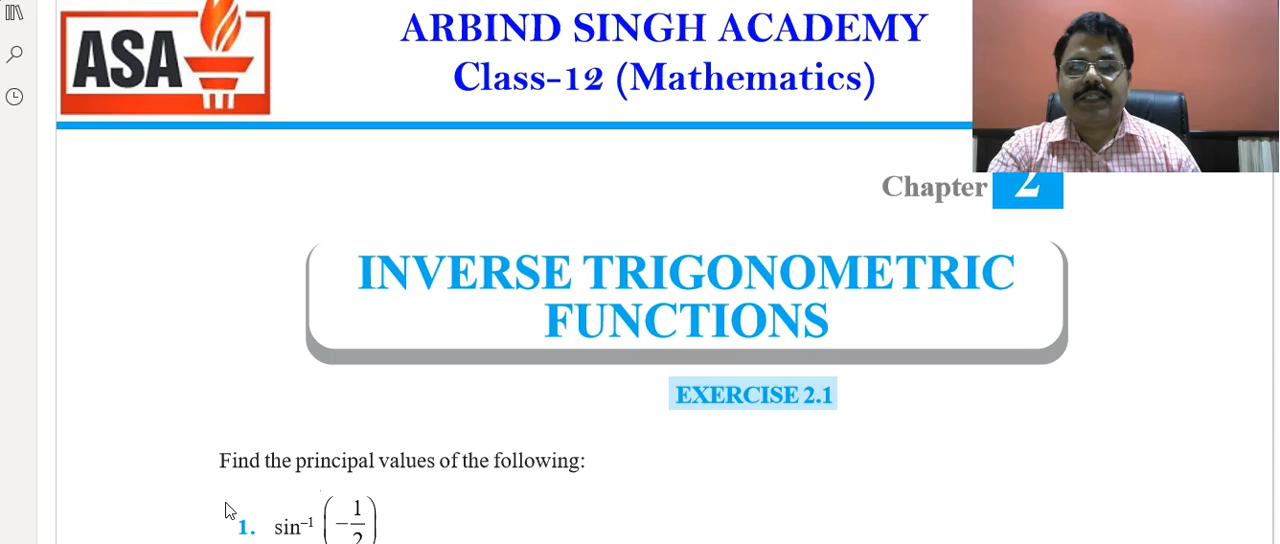 ASA
ARBIND SINGH ACADEMY
Class-12 (Mathematics)
Chapter 2
INVERSE TRIGONOMETRIC
FUNCTIONS
EXERCISE 2.1
Find the principal values of the following:
1. sin⁻¹ (−1/2)